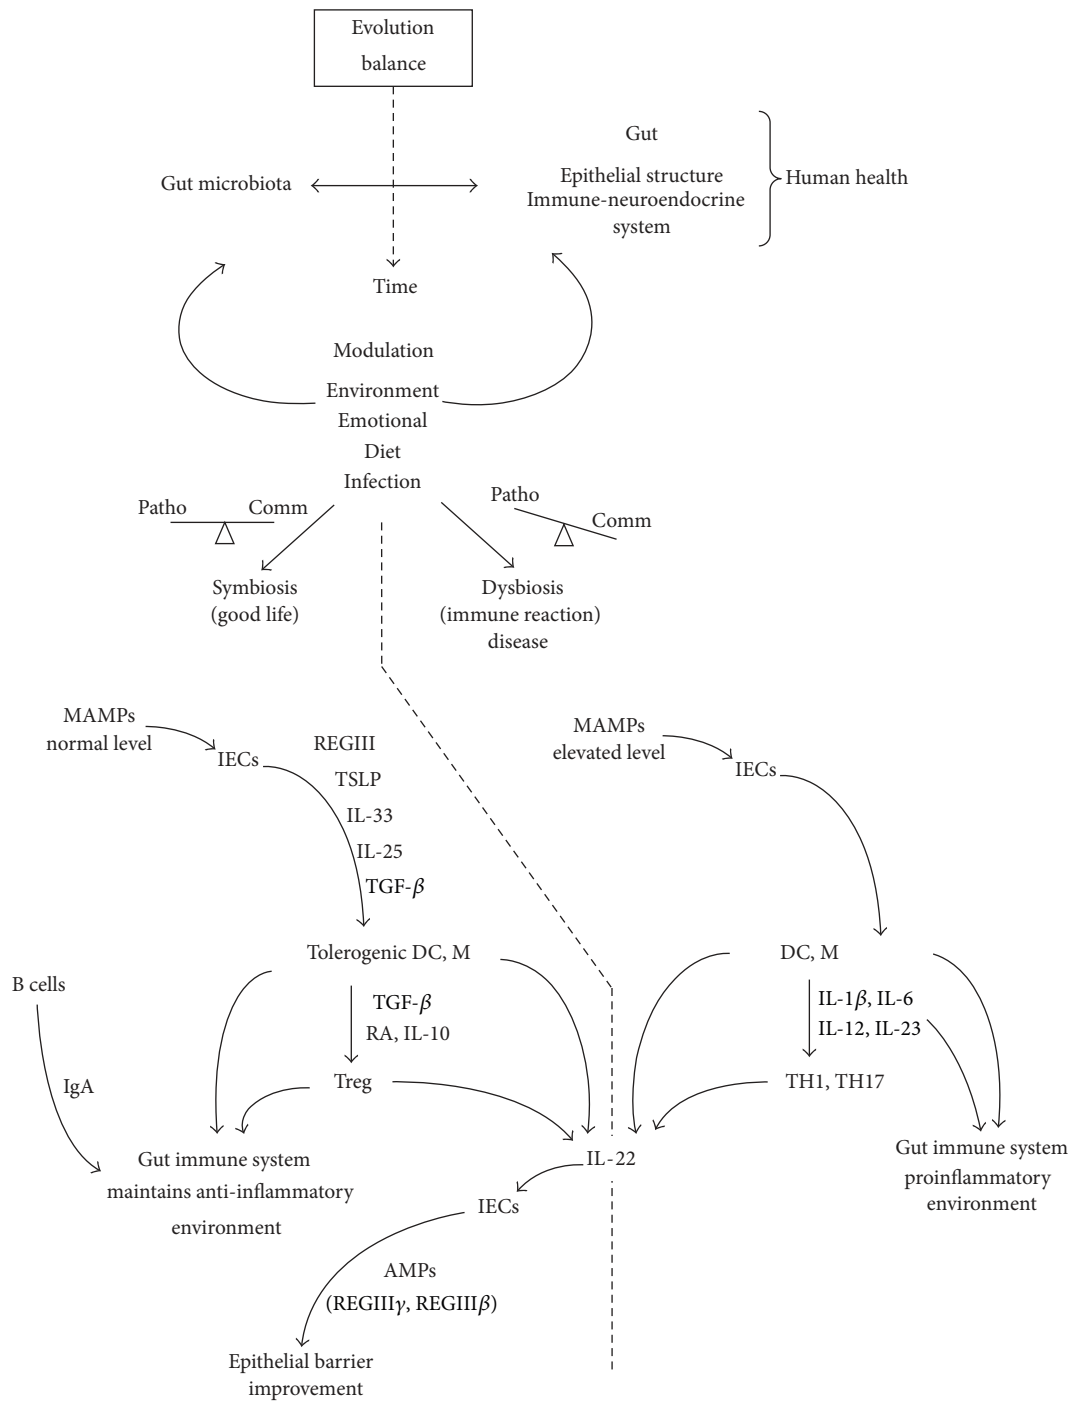 Evolution
balance
Gut
Gut microbiota
Epithelial structure
Immune-neuroendocrine
system
Human health
Time
Modulation
Environment
Emotional
Diet
Infection
Patho Comm
Patho
Comm
Symbiosis
(good life)
Dysbiosis
(immune reaction)
disease
MAMPs
normal level
IECs
REGIII
TSLP
IL-33
IL-25
TGF-β
MAMPs
elevated level
IECs
Tolerogenic DC, M
DC, M
B cells
TGF-β
RA, IL-10
IL-1β, IL-6
IL-12, IL-23
IgA
Treg
TH1, TH17
Gut immune system
maintains anti-inflammatory
environment
IL-22
Gut immune system
proinflammatory
environment
IECs
AMPs
(REGIIIγ, REGIIIβ)
Epithelial barrier
improvement